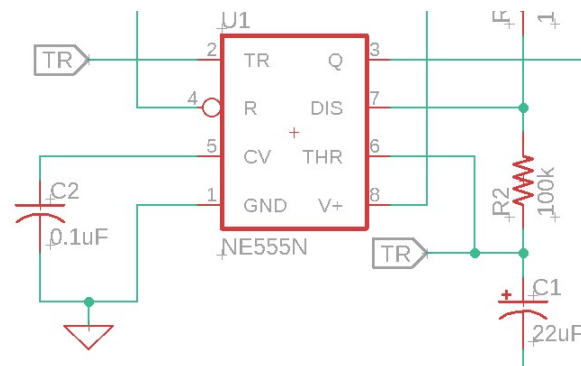 U1
R
1
TR
2
TR
Q
3
4
R
DIS
7
5
CV
THR
6
1
GND
V+
8
C2
0.1uF
NE555N
R2
100k
TR
C1
+
22uF